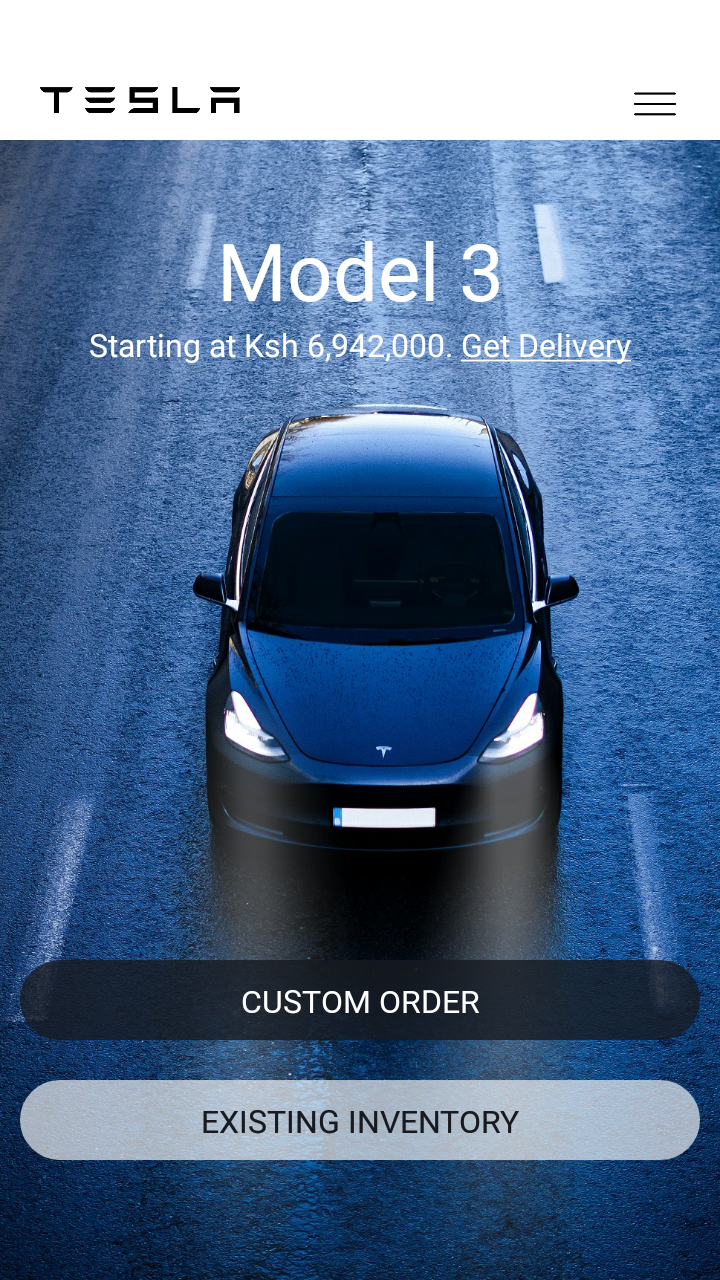 TESLA
Model 3
Starting at Ksh 6,942,000. Get Delivery
CUSTOM ORDER
EXISTING INVENTORY